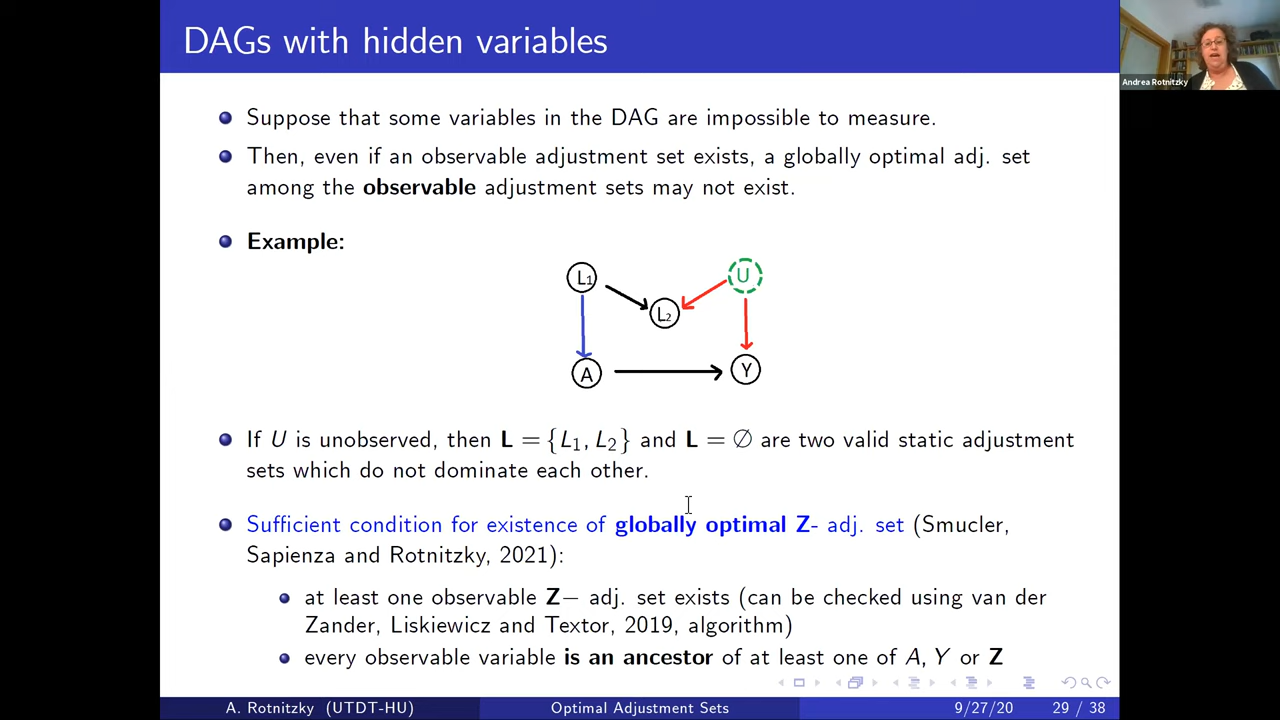 DAGs with hidden variables
Andrea Rotnitzky
Suppose that some variables in the DAG are impossible to measure.
Then, even if an observable adjustment set exists, a globally optimal adj. set
among the observable adjustment sets may not exist.
Example:
L₁
U
L₂
A
Y
If U is unobserved, then L = {L₁, L₂} and L = ∅ are two valid static adjustment
sets which do not dominate each other.
Sufficient condition for existence of globally optimal Z- adj. set (Smucler,
Sapienza and Rotnitzky, 2021):
at least one observable Z− adj. set exists (can be checked using van der
Zander, Liskiewicz and Textor, 2019, algorithm)
every observable variable is an ancestor of at least one of A, Y or Z
A. Rotnitzky (UTDT-HU)
Optimal Adjustment Sets
9/27/20
29 / 38